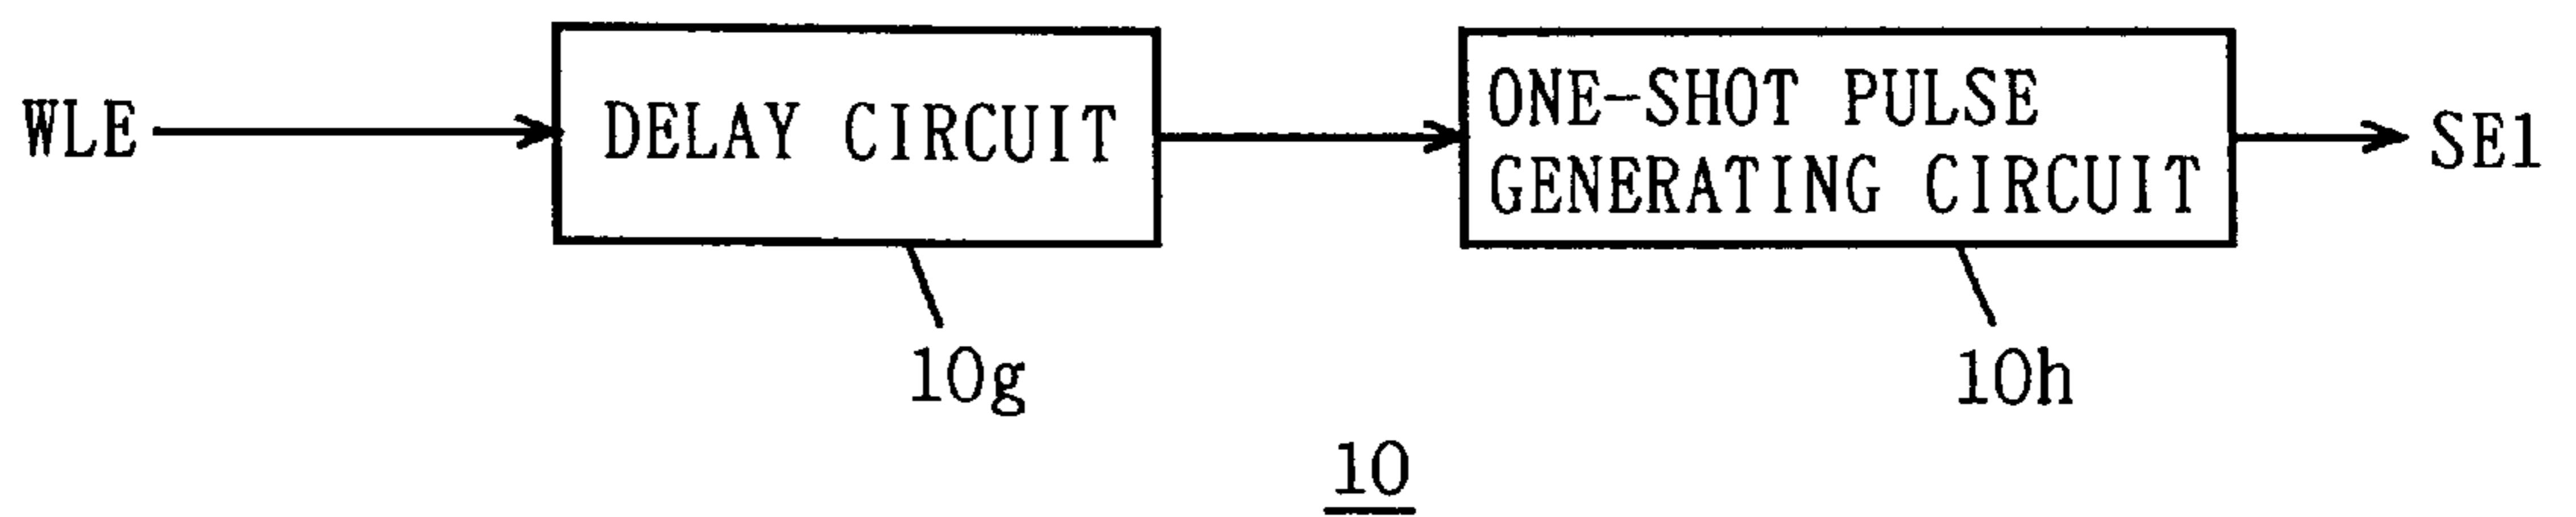 WLE
DELAY CIRCUIT
ONE-SHOT PULSE
GENERATING CIRCUIT
SE1
10g
10h
10